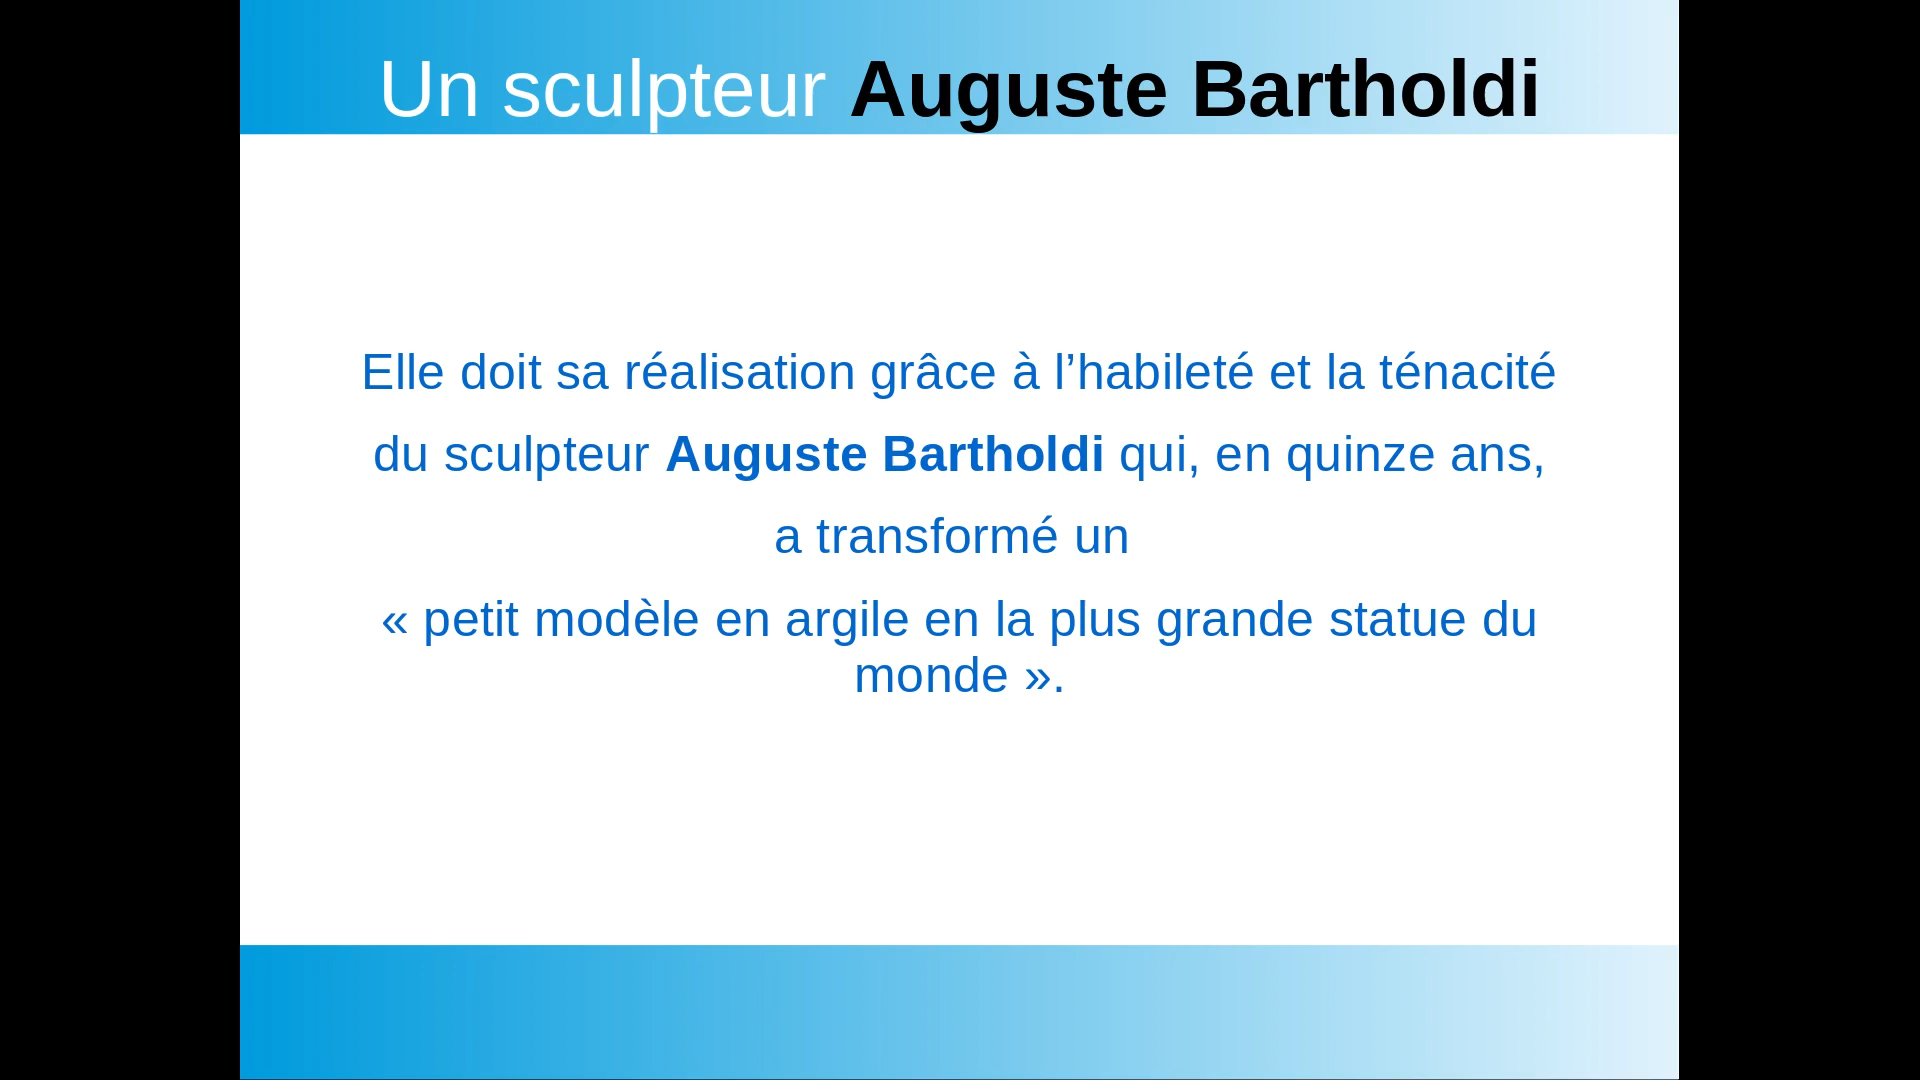 Un sculpteur Auguste Bartholdi
Elle doit sa réalisation grâce à l’habileté et la ténacité
du sculpteur Auguste Bartholdi qui, en quinze ans,
a transformé un
« petit modèle en argile en la plus grande statue du
monde ».